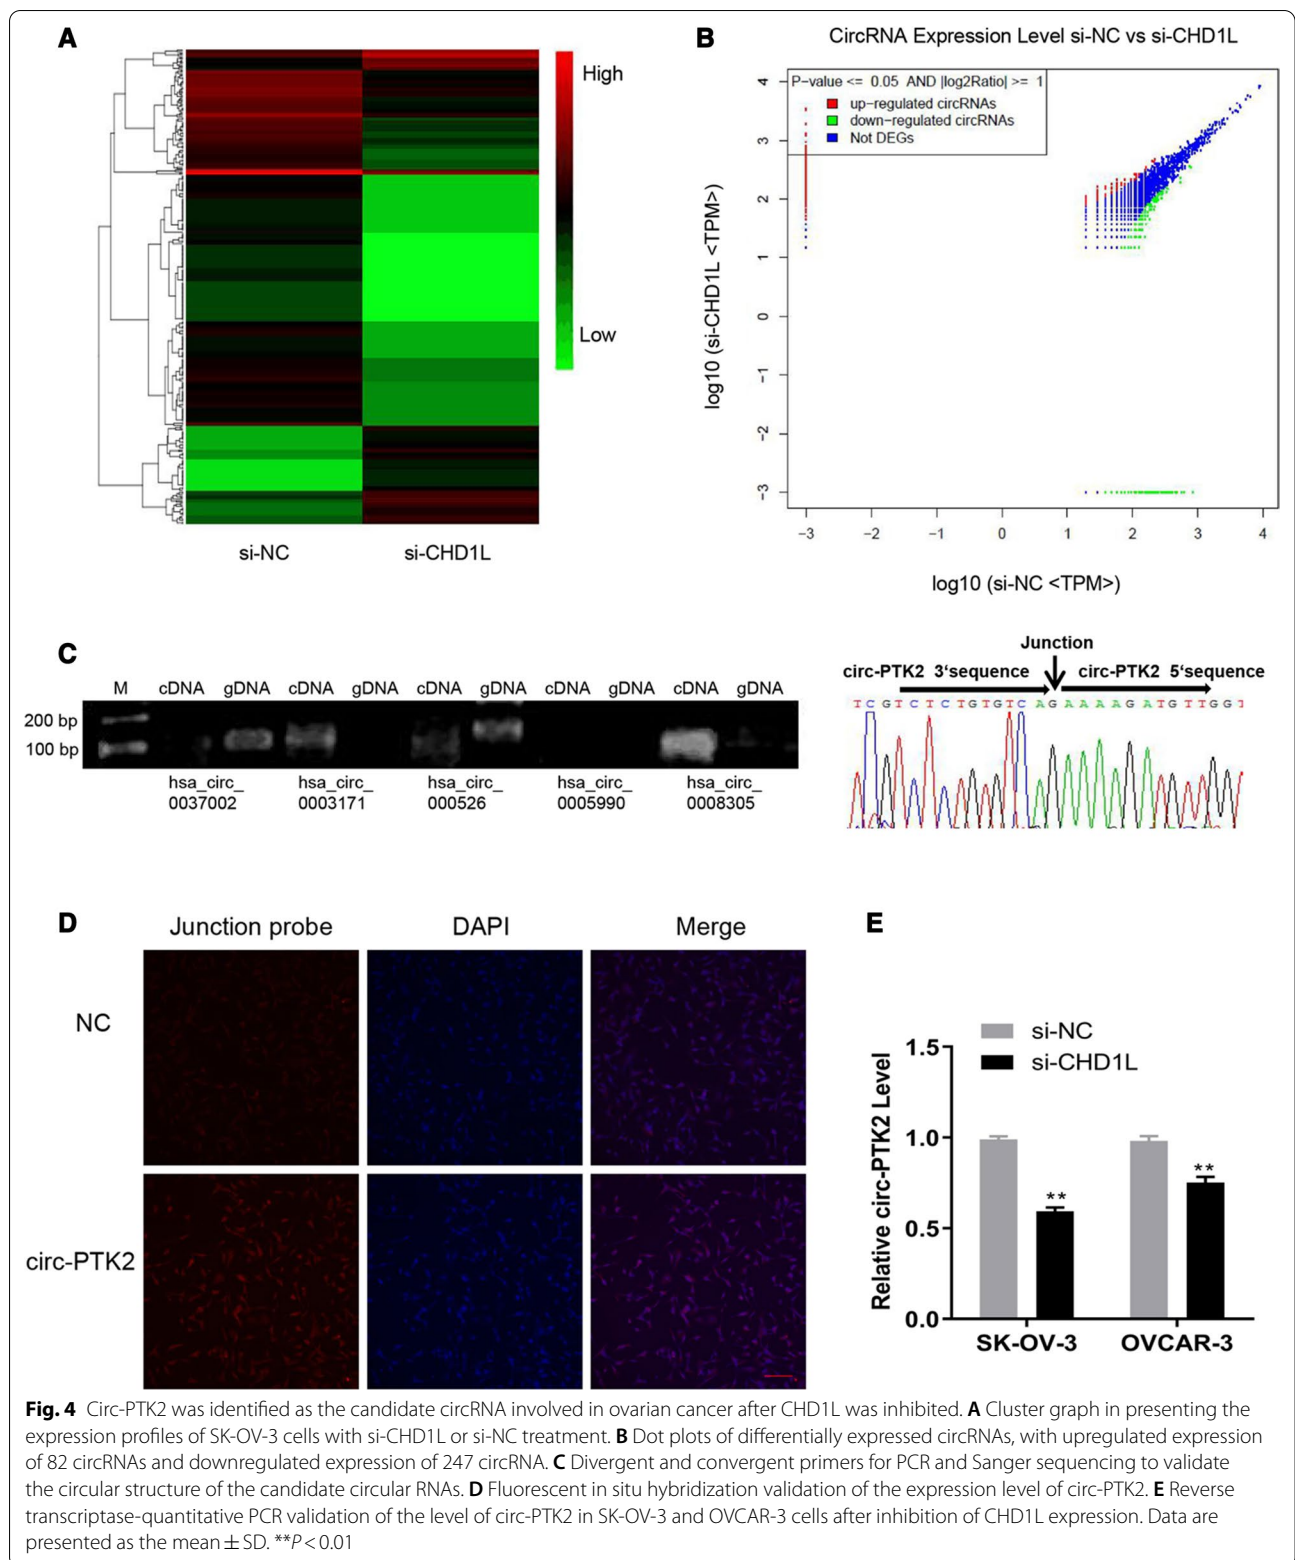 A
High
Low
si-NC
si-CHD1L
B
CircRNA Expression Level si-NC vs si-CHD1L
P-value <= 0.05 AND |log2Ratio| >= 1
up-regulated circRNAs
down-regulated circRNAs
Not DEGs
log10 (si-CHD1L <TPM>)
4
3
2
1
0
−1
−2
−3
−3 −2 −1 0 1 2 3 4
log10 (si-NC <TPM>)
C
M cDNA gDNA cDNA gDNA cDNA gDNA cDNA gDNA cDNA gDNA
200 bp
100 bp
hsa_circ_ hsa_circ_ hsa_circ_ hsa_circ_ hsa_circ_
0037002 0003171 000526 0005990 0008305
Junction
circ-PTK2 3‘sequence circ-PTK2 5‘sequence
T C G T C T C T G T G T C A G A A A A G A T G T T G G T
D
Junction probe DAPI Merge
NC
circ-PTK2
E
si-NC
si-CHD1L
Relative circ-PTK2 Level
1.5
1.0
0.5
0.0
**
**
SK-OV-3 OVCAR-3
Fig. 4 Circ-PTK2 was identified as the candidate circRNA involved in ovarian cancer after CHD1L was inhibited. A Cluster graph in presenting the
expression profiles of SK-OV-3 cells with si-CHD1L or si-NC treatment. B Dot plots of differentially expressed circRNAs, with upregulated expression
of 82 circRNAs and downregulated expression of 247 circRNA. C Divergent and convergent primers for PCR and Sanger sequencing to validate
the circular structure of the candidate circular RNAs. D Fluorescent in situ hybridization validation of the expression level of circ-PTK2. E Reverse
transcriptase-quantitative PCR validation of the level of circ-PTK2 in SK-OV-3 and OVCAR-3 cells after inhibition of CHD1L expression. Data are
presented as the mean ± SD. **P < 0.01